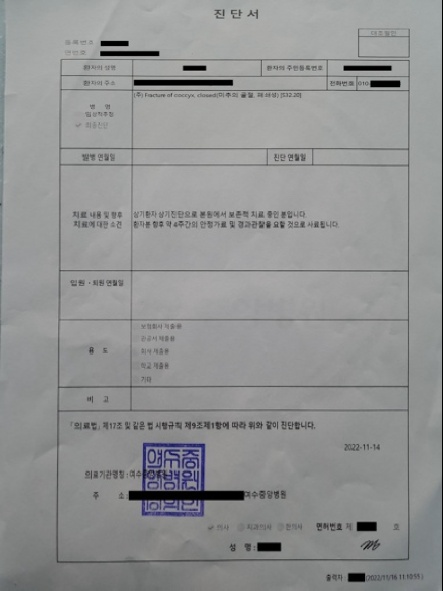 진단서
등록번호
연번호
환자의 성명 환자의 주민등록번호
환자의 주소 전화번호 010-
(주) Fracture of coccyx, closed(미추의 골절, 폐쇄성) [S32.20]
병 명
임상적추정
✓ 최종진단
발병 연월일 진단 연월일
치료 내용 및 향후 치료에 대한 소견
상기환자 상기진단으로 본원에서 보존적 치료 중인 분입니다.
환자분 향후 약 4주간의 안정가료 및 경과관찰을 요할 것으로 사료됩니다.
입원 · 퇴원 연월일
용 도
보험회사 제출용
관공서 제출용
회사 제출용
학교 제출용
기타
비 고
「의료법」 제17조 및 같은 법 시행규칙 제9조제1항에 따라 위와 같이 진단합니다.
2022-11-14
의료기관명칭 : 여수중앙병원
주 소 : 여수중앙병원
✓ 의사 치과의사 한의사 면허번호 제 호
성 명 :
출력자 : (2022/11/16 11:10:55)